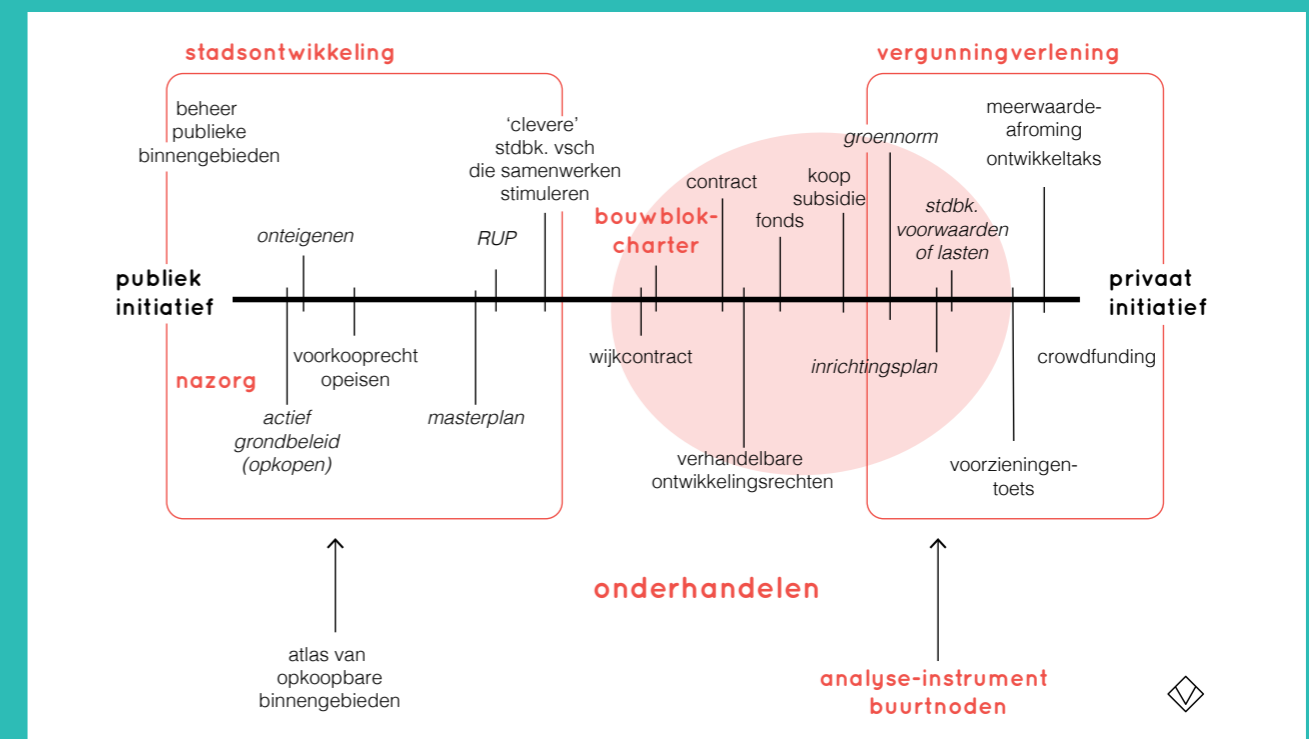 stadsontwikkeling
vergunningverlening
beheer
publieke
binnengebieden
'clevere'
stdbk. vsch
die samenwerken
stimuleren
meerwaarde-
afroming
ontwikkeltaks
groennorm
contract
koop
subsidie
fonds
stdbk.
voorwaarden
of lasten
bouwblok-
charter
onteigenen
RUP
publiek
initiatief
privaat
initiatief
nazorg
voorkooprecht
opeisen
actief
grondbeleid
(opkopen)
masterplan
wijkcontract
inrichtingsplan
crowdfunding
verhandelbare
ontwikkelingsrechten
voorzieningen-
toets
onderhandelen
atlas van
opkoopbare
binnengebieden
analyse-instrument
buurtnoden